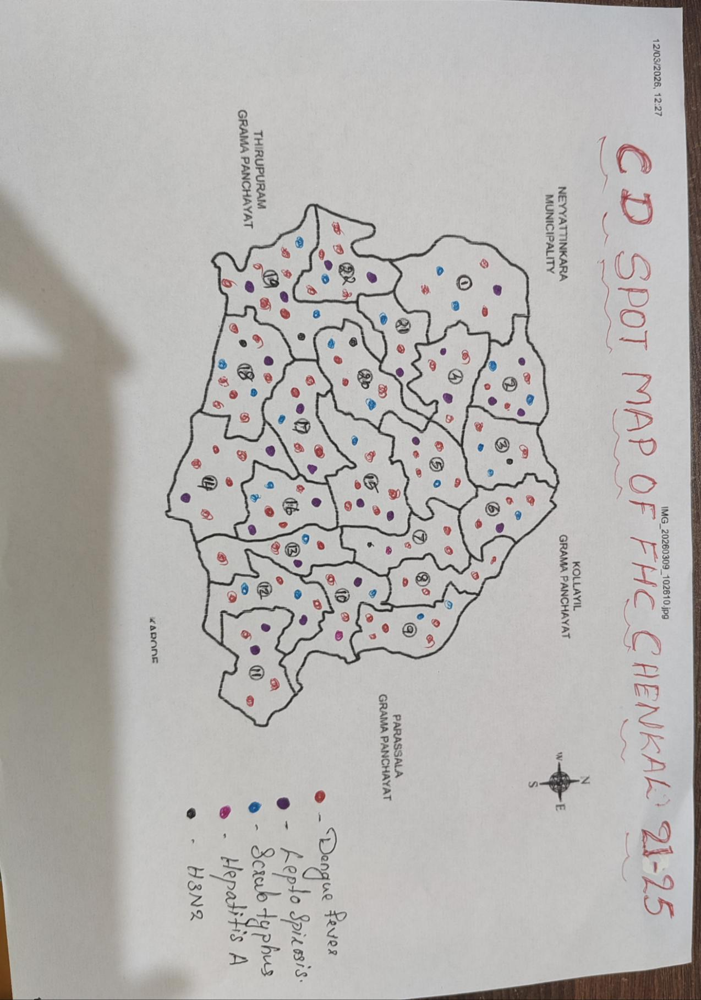 12/03/2026, 12:27
IMG_20260309_102610.jpg
CD SPOT MAP OF FHC CHENKAL 21-25
NEYYATTINKARA
MUNICIPALITY
KOLLAYIL
GRAMA PANCHAYAT
N
W
E
S
1
2
3
4
5
6
7
8
9
10
11
12
13
14
15
16
17
18
19
20
21
22
THIRUPURAM
GRAMA PANCHAYAT
PARASSALA
GRAMA PANCHAYAT
- Dengue fever
- Lepto Spirosis.
- Scrub typhus
- Hepatitis A
- H3N2